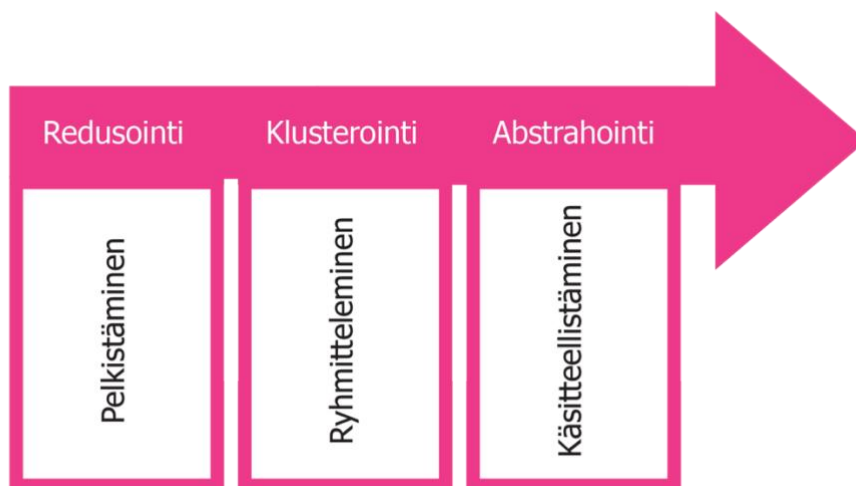 Redusointi
Klusterointi
Abstrahointi
Pelkistäminen
Ryhmitteleminen
Käsitteellistäminen